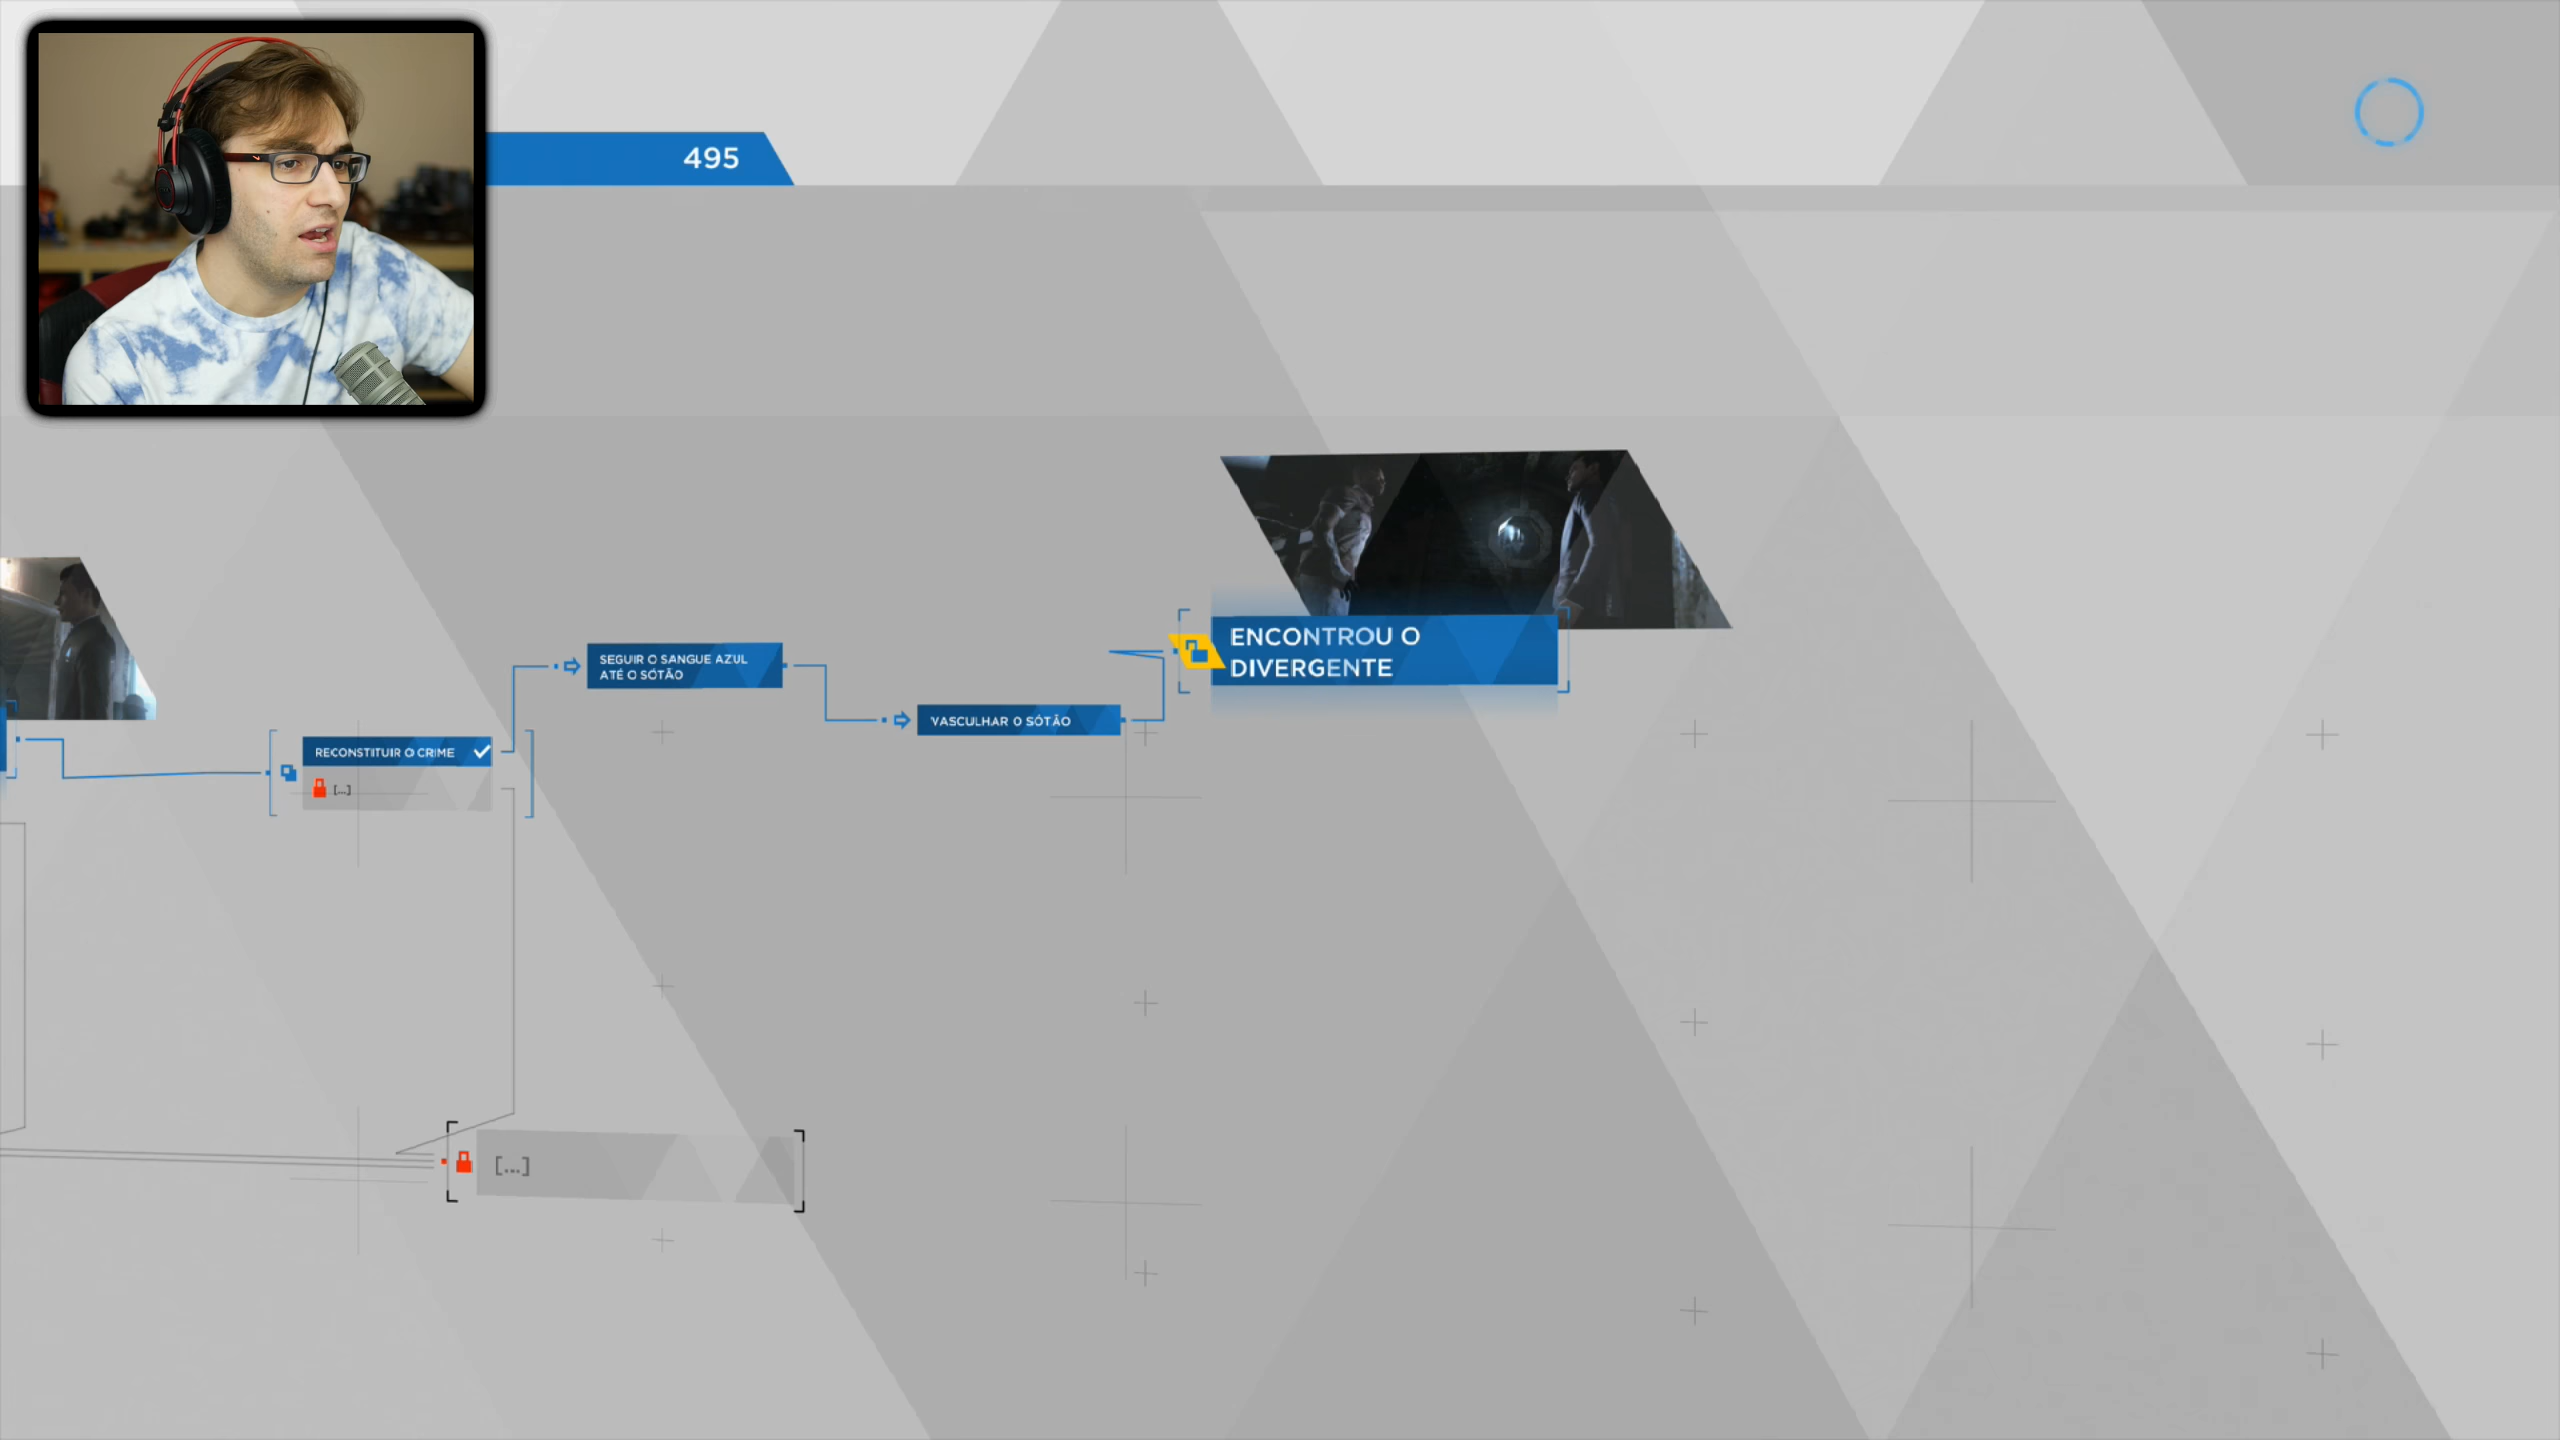 495
ENCONTROU O
DIVERGENTE
SEGUIR O SANGUE AZUL
ATÉ O SÓTÃO
VASCULHAR O SÓTÃO
RECONSTITUIR O CRIME
[...]
[...]